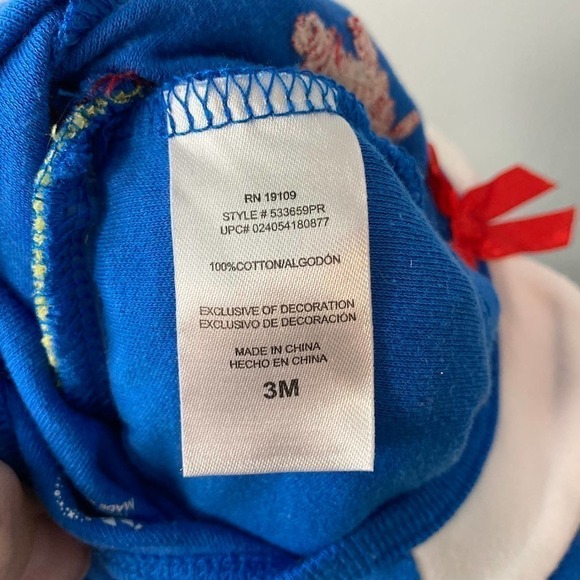 RN 19109
STYLE # 533659PR
UPC# 024054180877
100%COTTON/ALGODÓN
EXCLUSIVE OF DECORATION
EXCLUSIVO DE DECORACIÓN
MADE IN CHINA
HECHO EN CHINA
3M
MADE